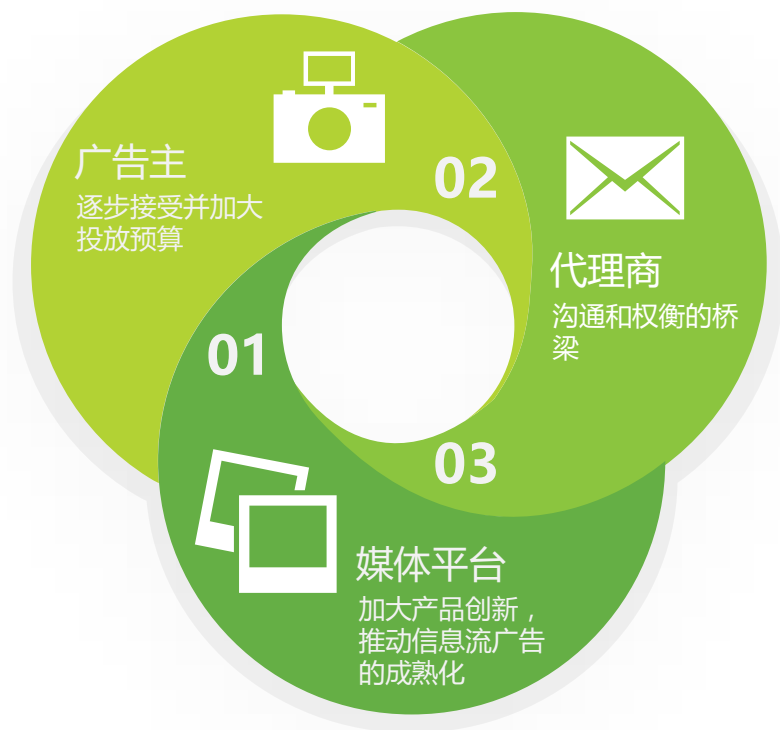 广告主
逐步接受并加大
投放预算
02
代理商
沟通和权衡的桥
梁
01
03
媒体平台
加大产品创新，
推动信息流广告
的成熟化